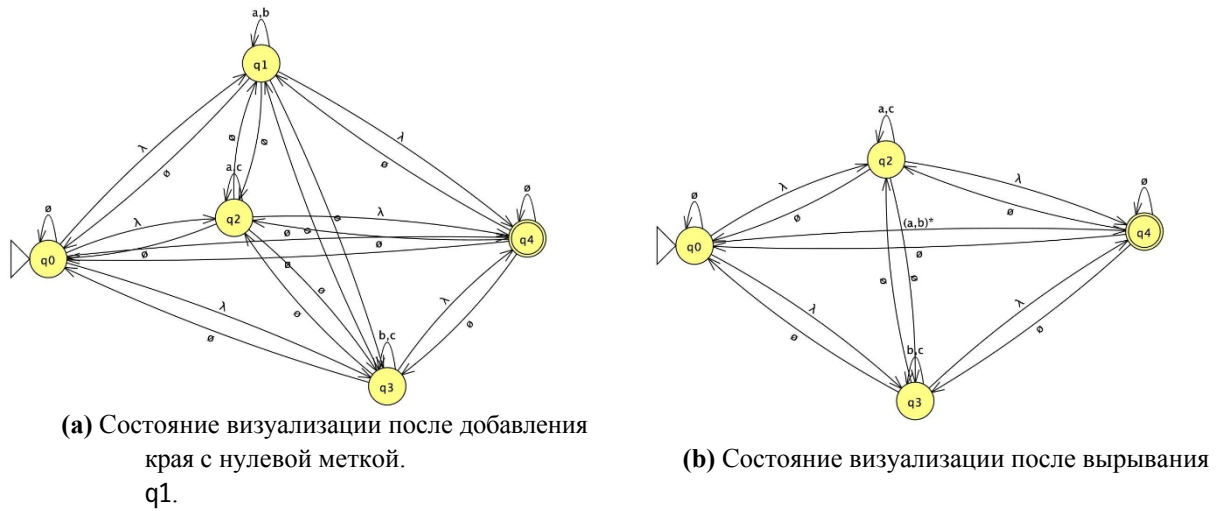 a,b
q1
λ
ø
ø
ø
λ
ø
a,c
ø
ø
q2
λ
λ
ø
ø
ø
ø
q0
ø
ø
ø
q4
ø
ø
λ
ø
b,c
λ
ø
q3
(a) Состояние визуализации после добавления
края с нулевой меткой.
q1.
a,c
q2
λ
ø
λ
ø
ø
q0
(a,b)*
ø
ø
q4
ø
ø
λ
ø
b,c
λ
ø
q3
(b) Состояние визуализации после вырывания